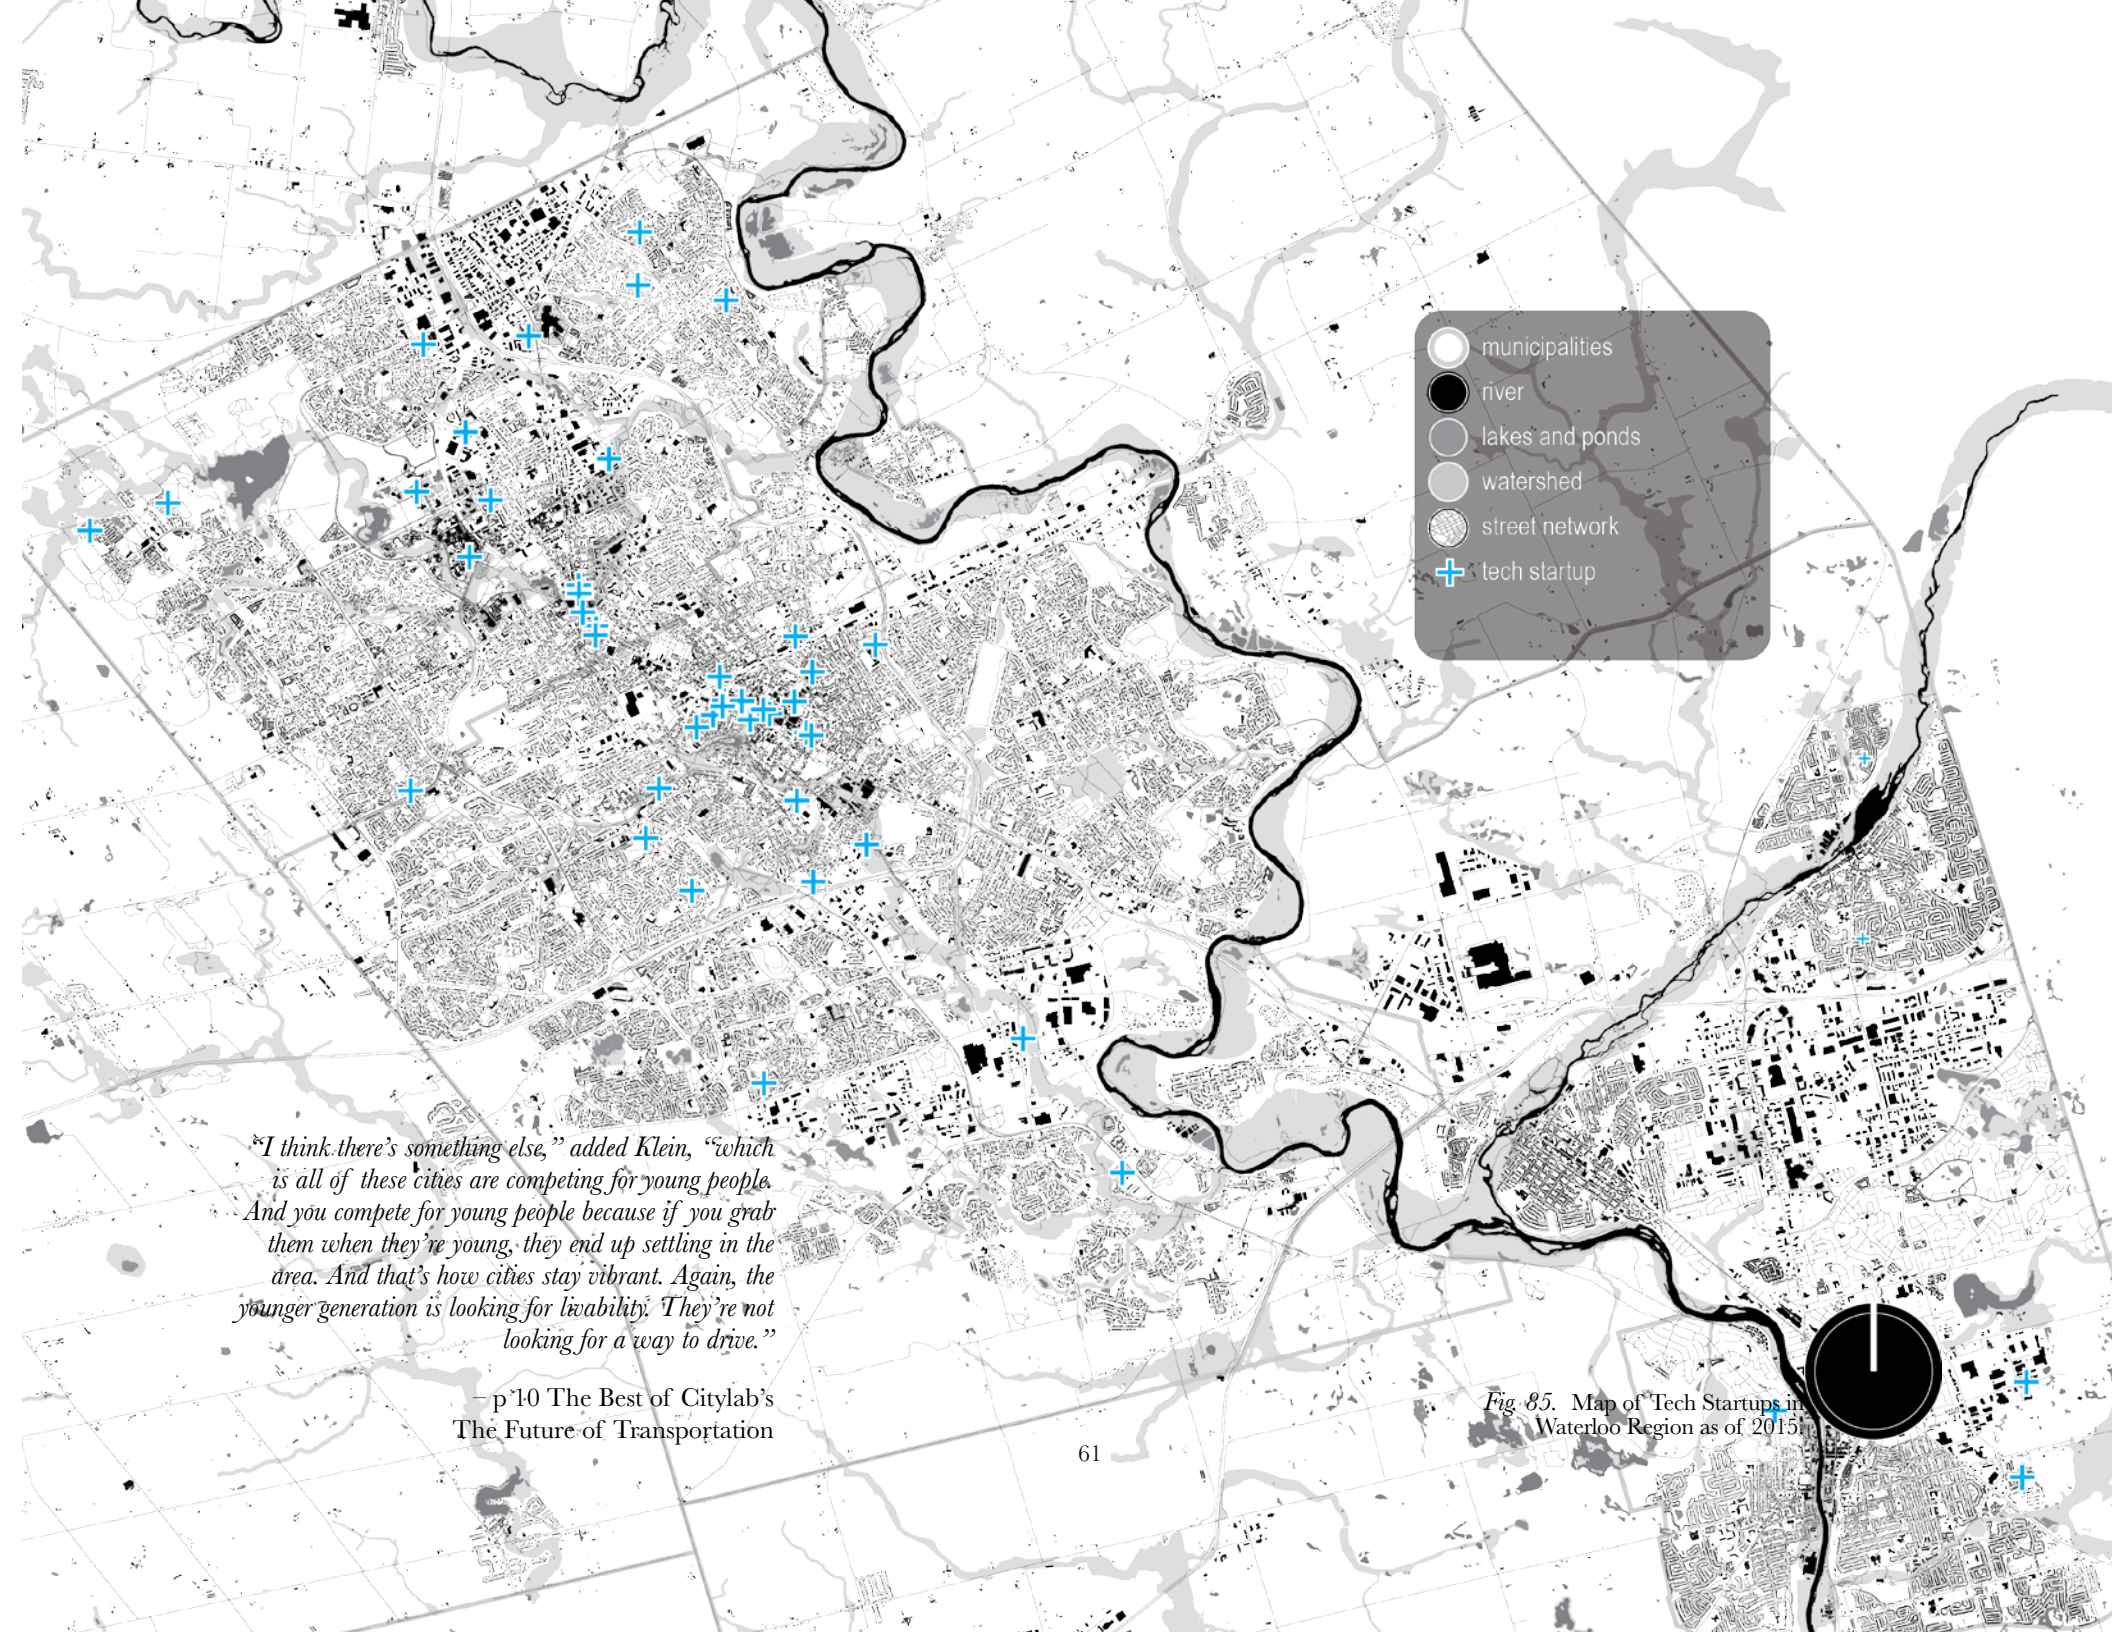 municipalities
river
lakes and ponds
watershed
street network
tech startup
“I think there’s something else,” added Klein, “which
is all of these cities are competing for young people.
And you compete for young people because if you grab
them when they’re young, they end up settling in the
area. And that’s how cities stay vibrant. Again, the
younger generation is looking for livability. They’re not
looking for a way to drive.”
– p 10 The Best of Citylab’s
The Future of Transportation
Fig. 85. Map of Tech Startups in
Waterloo Region as of 2015.
61